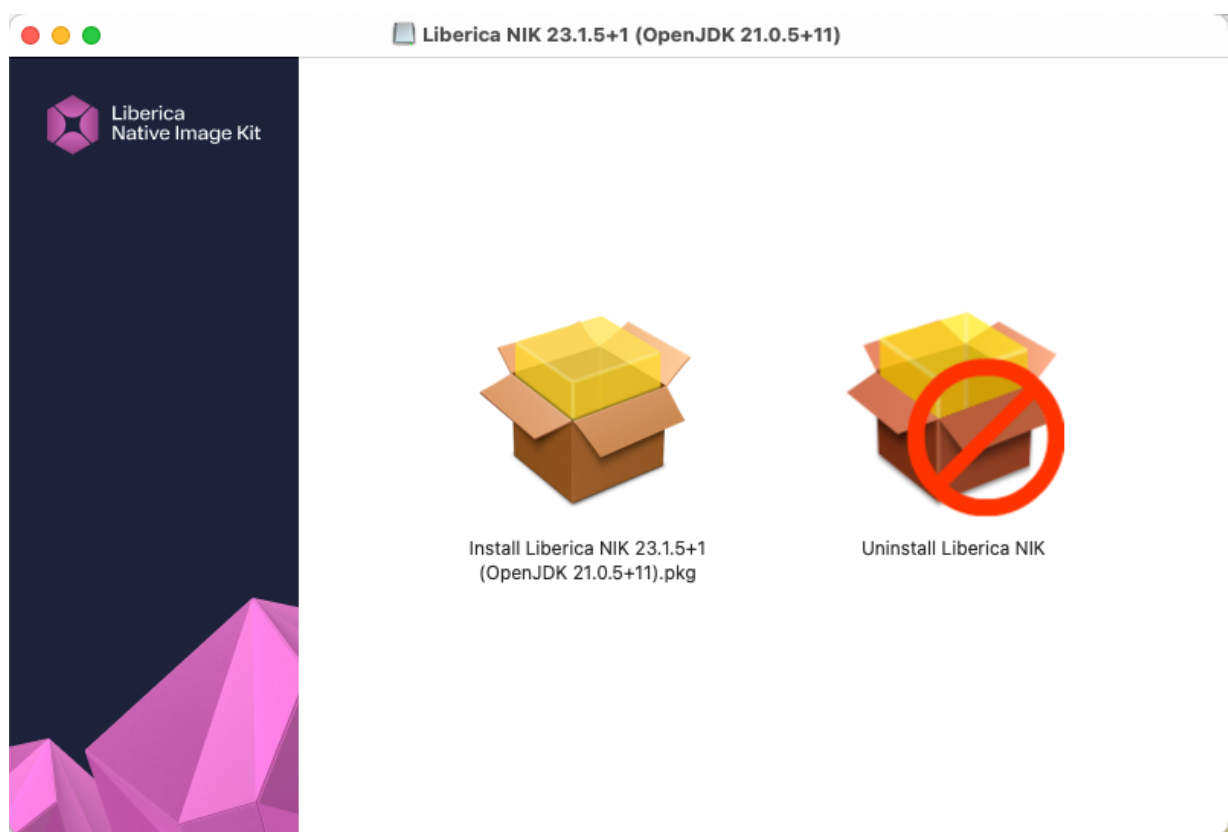 Liberica NIK 23.1.5+1 (OpenJDK 21.0.5+11)
Liberica
Native Image Kit
Install Liberica NIK 23.1.5+1
(OpenJDK 21.0.5+11).pkg
Uninstall Liberica NIK